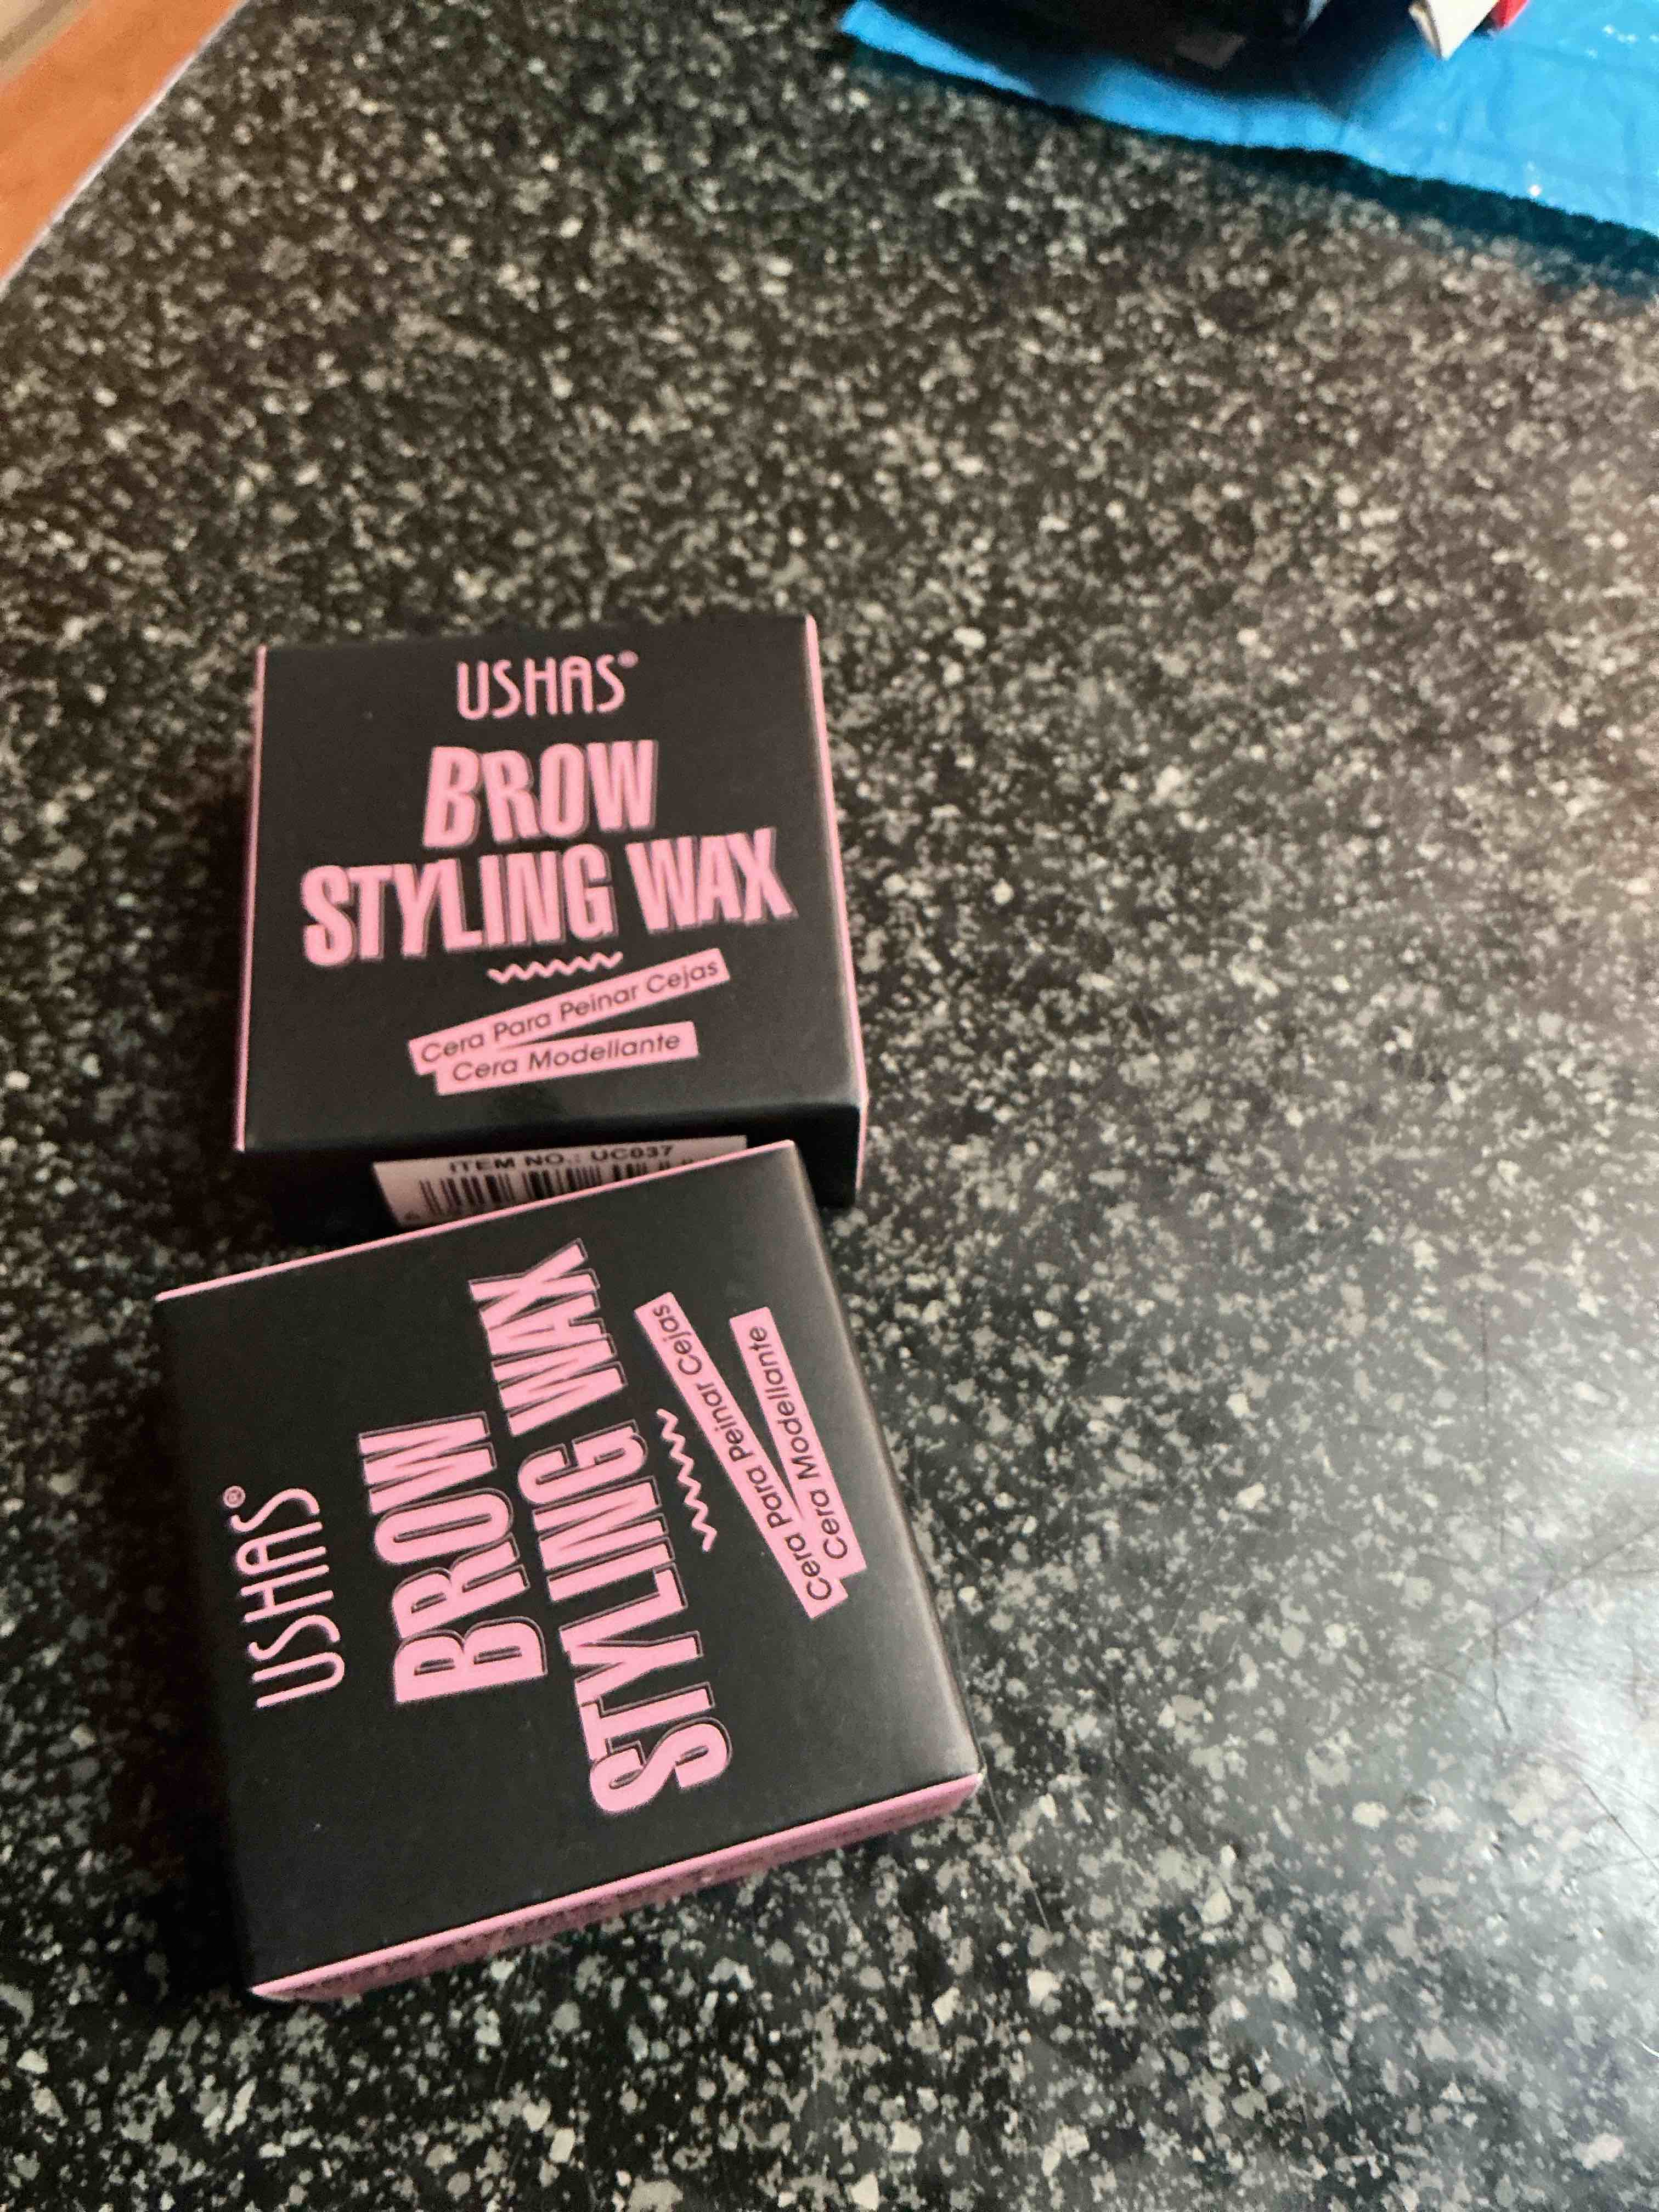 USHAS®
BROW
STYLING WAX
Cera Para Peinar Cejas
Cera Modellante
ITEM NO.: UC037
USHAS®
BROW
STYLING WAX
Cera Para Peinar Cejas
Cera Modellante